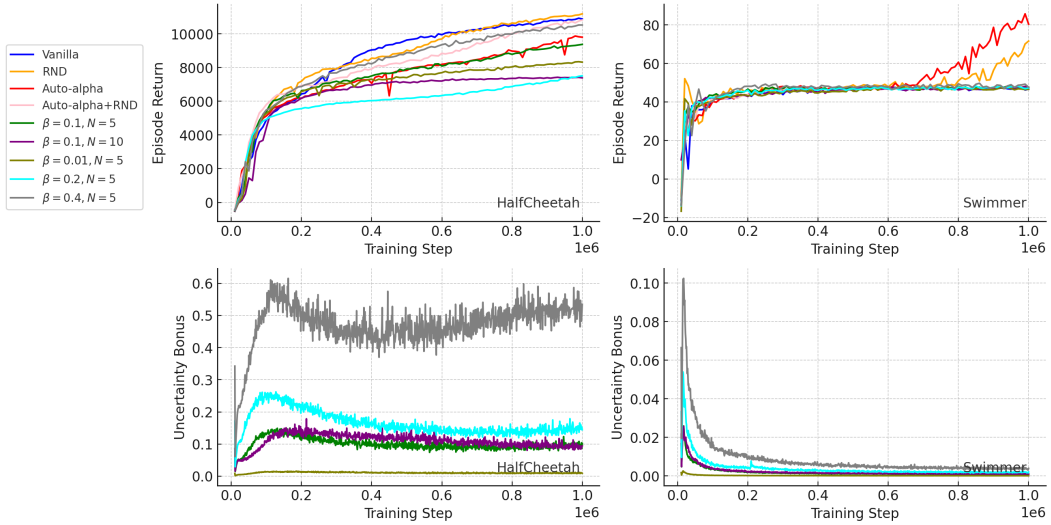 Vanilla
RND
Auto-alpha
Auto-alpha+RND
β = 0.1, N = 5
β = 0.1, N = 10
β = 0.01, N = 5
β = 0.2, N = 5
β = 0.4, N = 5
Episode Return
10000
8000
6000
4000
2000
0
HalfCheetah
0.0 0.2 0.4 0.6 0.8 1.0
Training Step
1e6
Episode Return
80
60
40
20
0
−20
Swimmer
0.0 0.2 0.4 0.6 0.8 1.0
Training Step
1e6
Uncertainty Bonus
0.6
0.5
0.4
0.3
0.2
0.1
0.0
HalfCheetah
0.0 0.2 0.4 0.6 0.8 1.0
Training Step
1e6
Uncertainty Bonus
0.10
0.08
0.06
0.04
0.02
0.00
Swimmer
0.0 0.2 0.4 0.6 0.8 1.0
Training Step
1e6